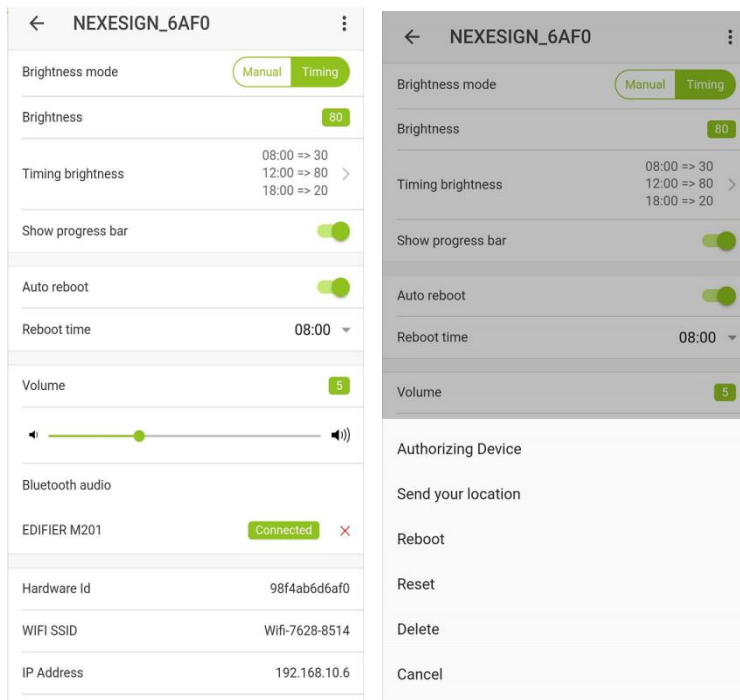 NEXESIGN_6AF0
Brightness mode
Manual Timing
Brightness
80
Timing brightness
08:00 => 30
12:00 => 80
18:00 => 20
Show progress bar
Auto reboot
Reboot time
08:00
Volume
5
Bluetooth audio
EDIFIER M201
Connected
Hardware Id
98f4ab6d6af0
WIFI SSID
Wifi-7628-8514
IP Address
192.168.10.6
NEXESIGN_6AF0
Brightness mode
Manual Timing
Brightness
80
Timing brightness
08:00 => 30
12:00 => 80
18:00 => 20
Show progress bar
Auto reboot
Reboot time
08:00
Volume
5
Authorizing Device
Send your location
Reboot
Reset
Delete
Cancel